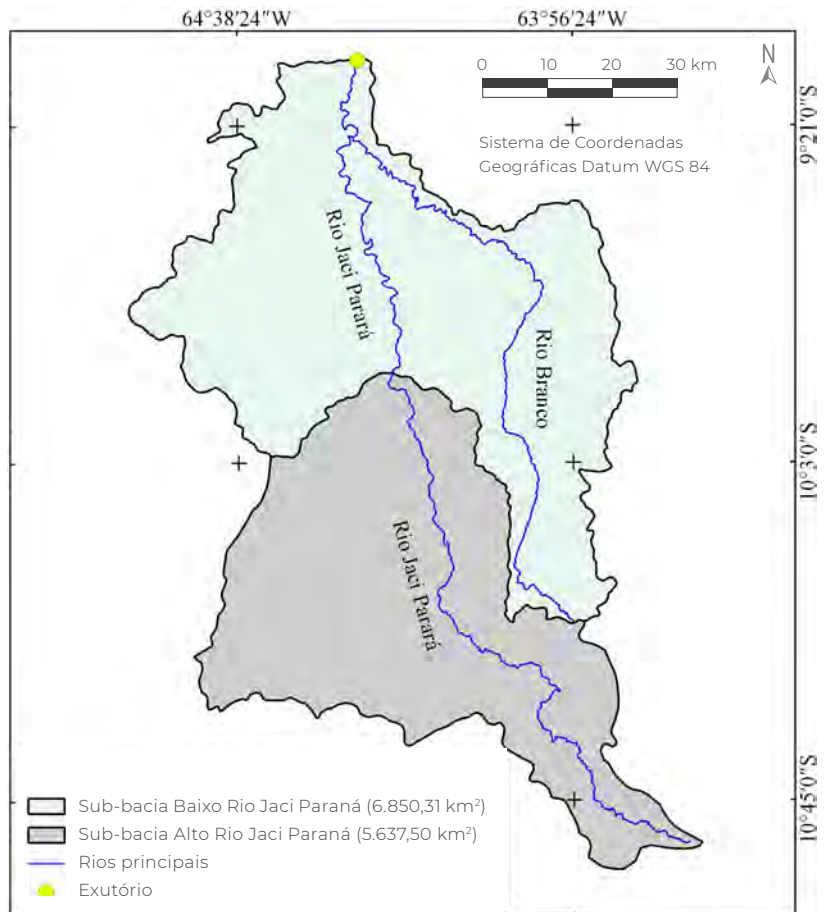 64°38'24"W
63°56'24"W
N
0 10 20 30 km
Sistema de Coordenadas
Geográficas Datum WGS 84
9°21'0"S
Rio Jaci Parará
Rio Branco
10°3'0"S
Rio Jaci Parará
10°45'0"S
Sub-bacia Baixo Rio Jaci Paraná (6.850,31 km²)
Sub-bacia Alto Rio Jaci Paraná (5.637,50 km²)
Rios principais
Exutório